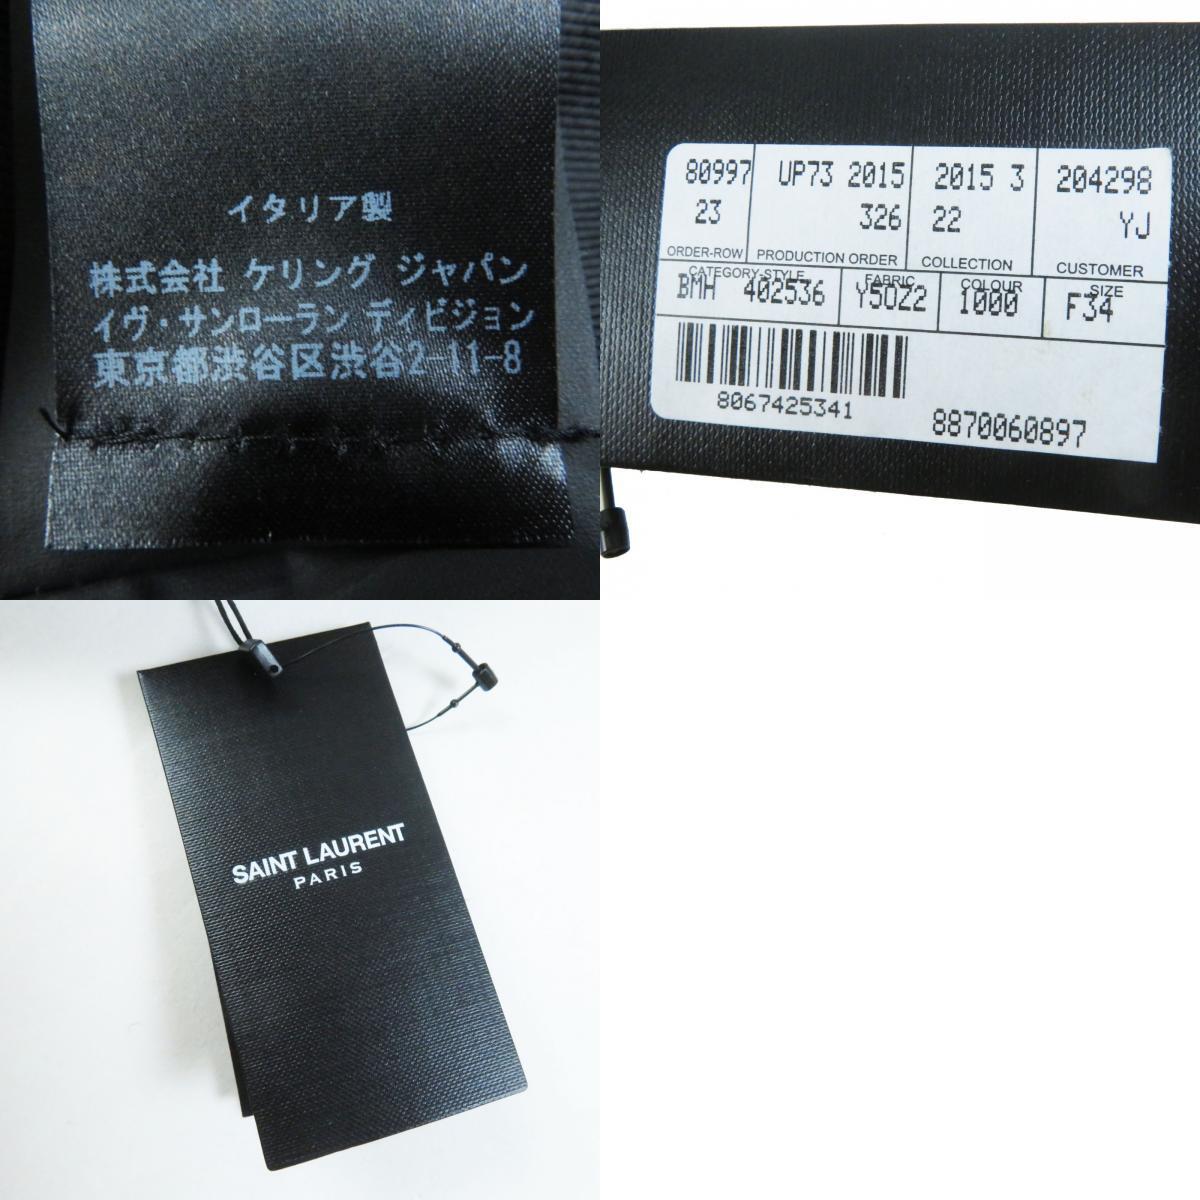 イタリア製
株式会社 ケリング ジャパン
イヴ・サンローラン ディビジョン
東京都渋谷区渋谷2-11-8
80997 UP73 2015 2015 3 204298
23 326 22 YJ
ORDER-ROW PRODUCTION ORDER COLLECTION CUSTOMER
CATEGORY-STYLE FABRIC COLOUR SIZE
BMH 402536 Y5OZ2 1000 F34
8067425341
8870060897
SAINT LAURENT
PARIS